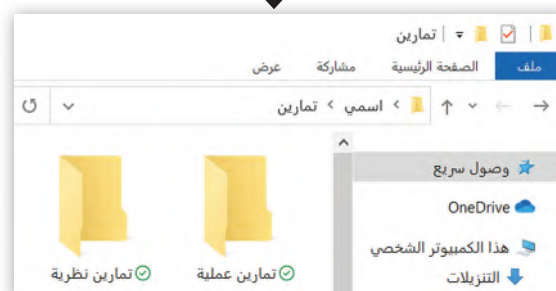 تمارين
ملف الصفحة الرئيسية مشاركة عرض
اسمي › تمارين
وصول سريع
OneDrive
هذا الكمبيوتر الشخصي
التنزيلات
تمارين عملية
تمارين نظرية